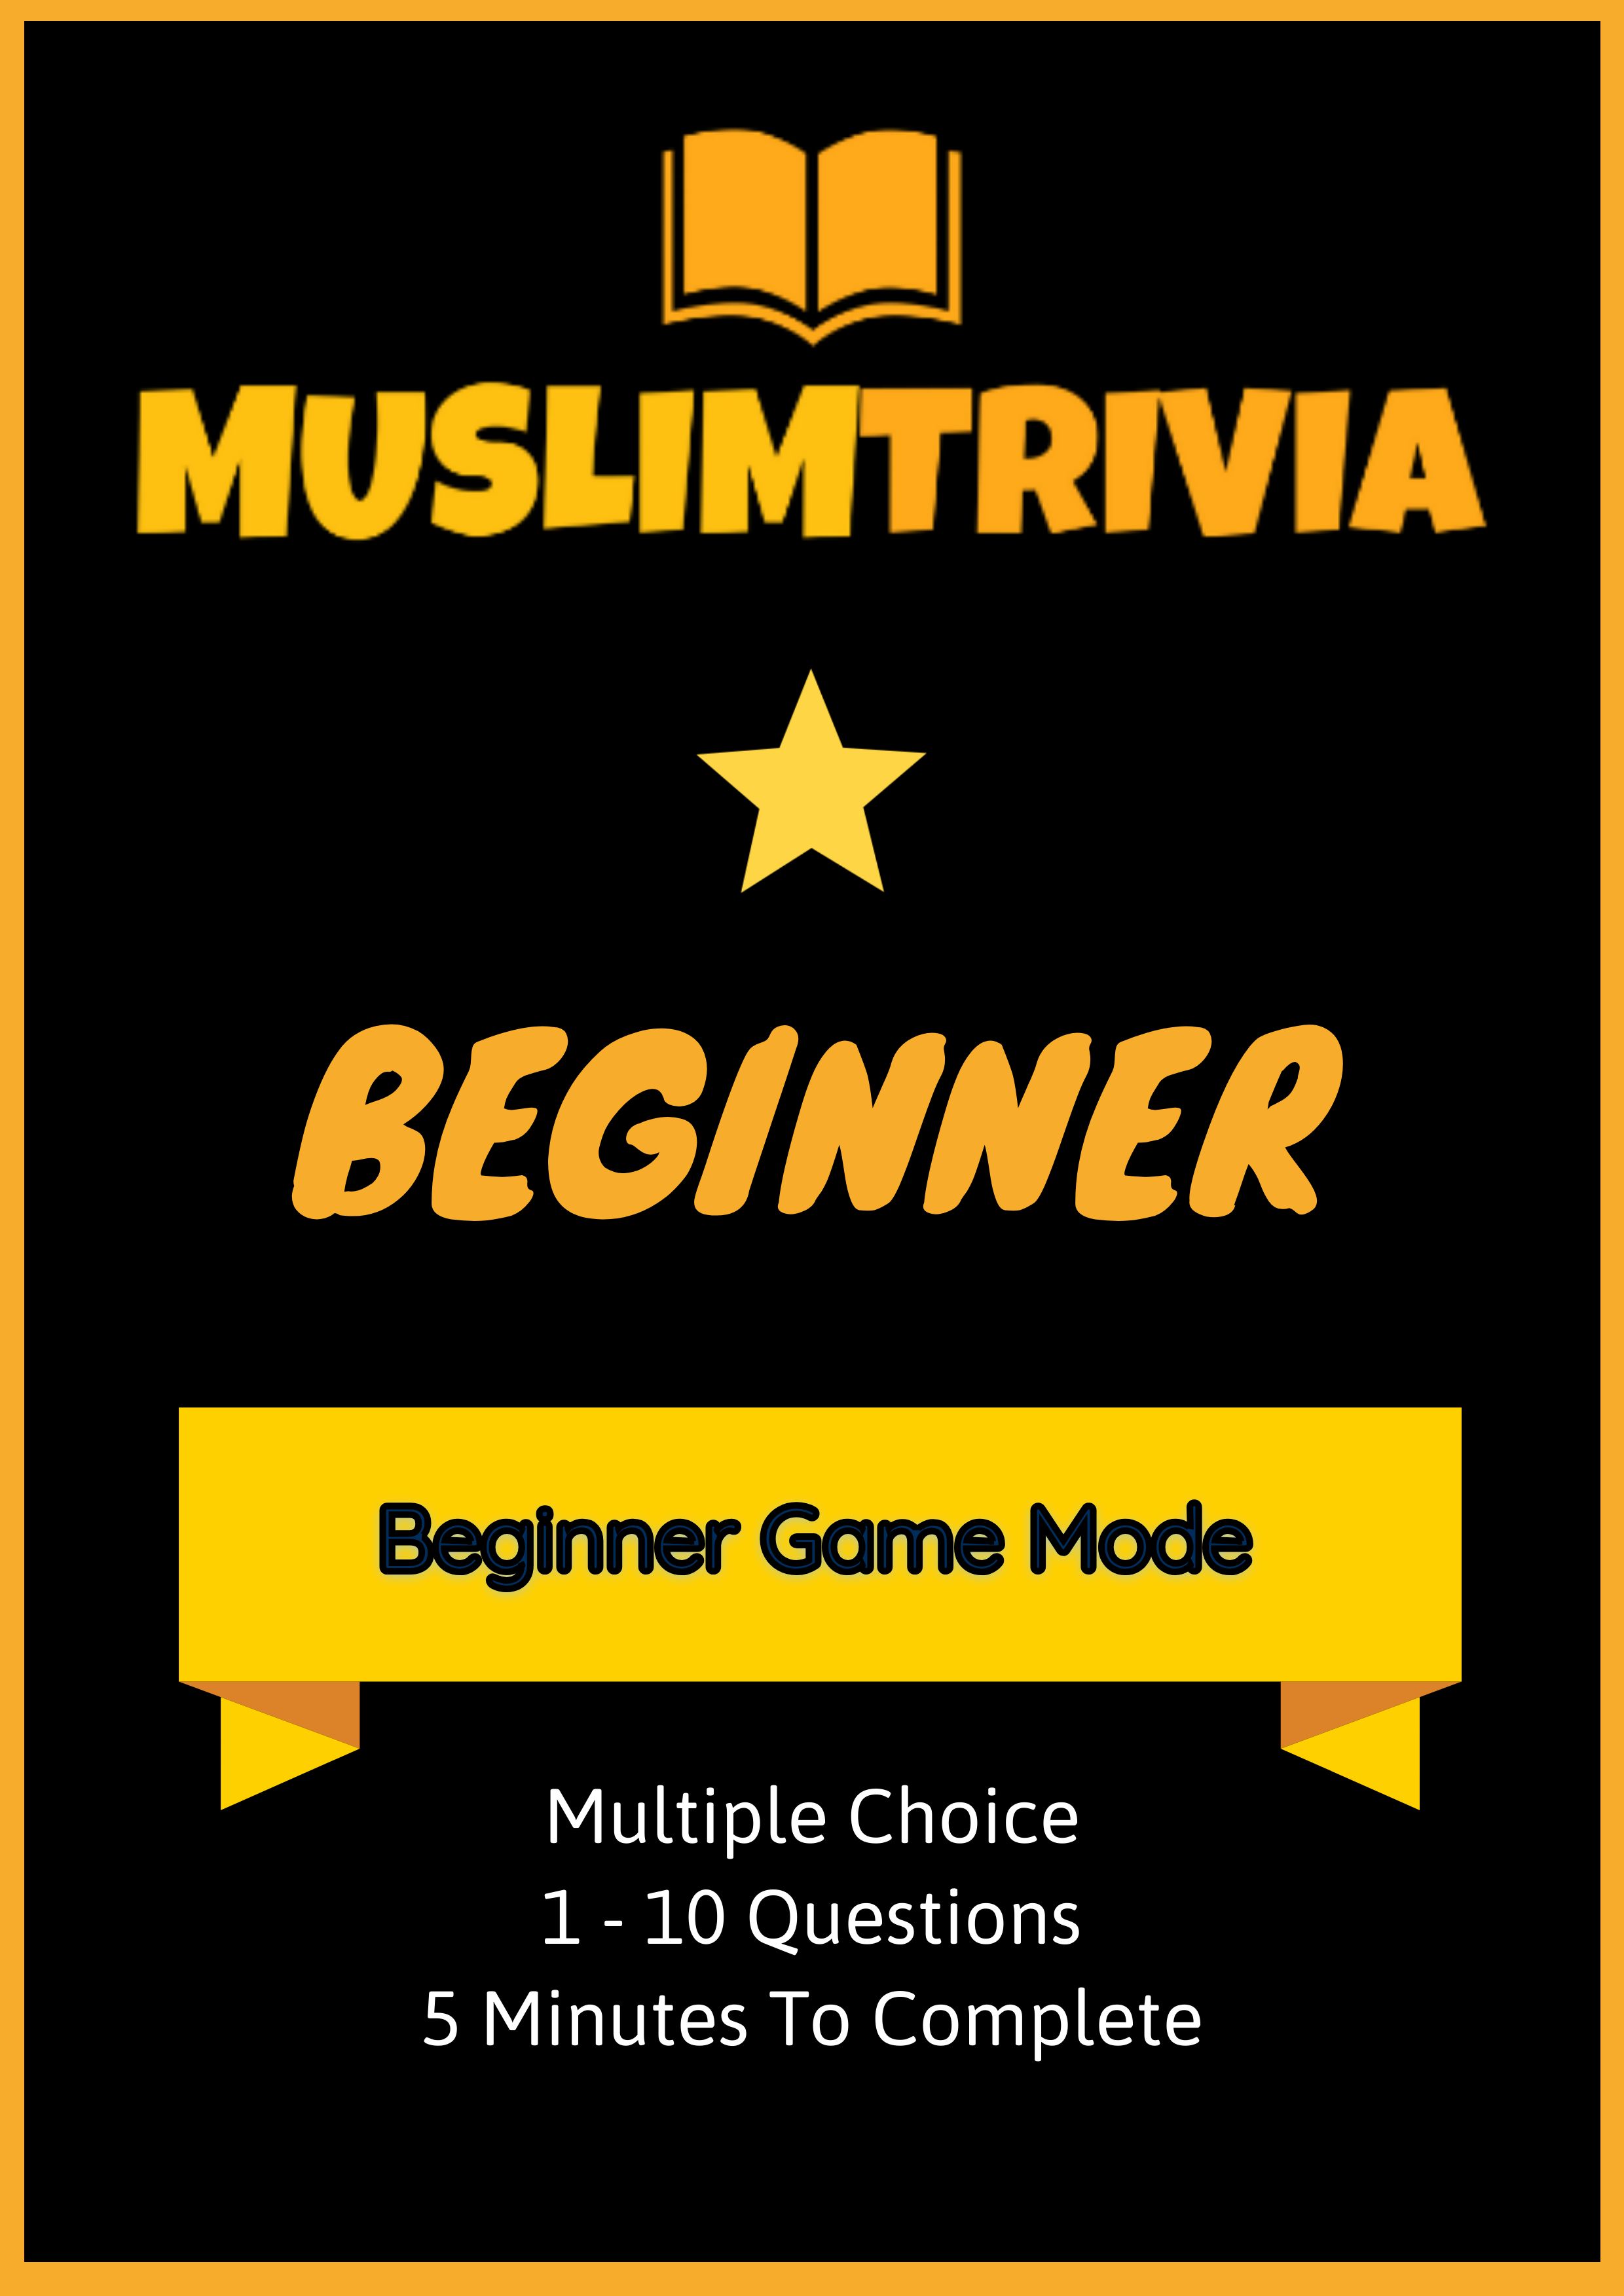 MUSLIMTRIVIA
BEGINNER
Beginner Game Mode
Multiple Choice
1 - 10 Questions
5 Minutes To Complete